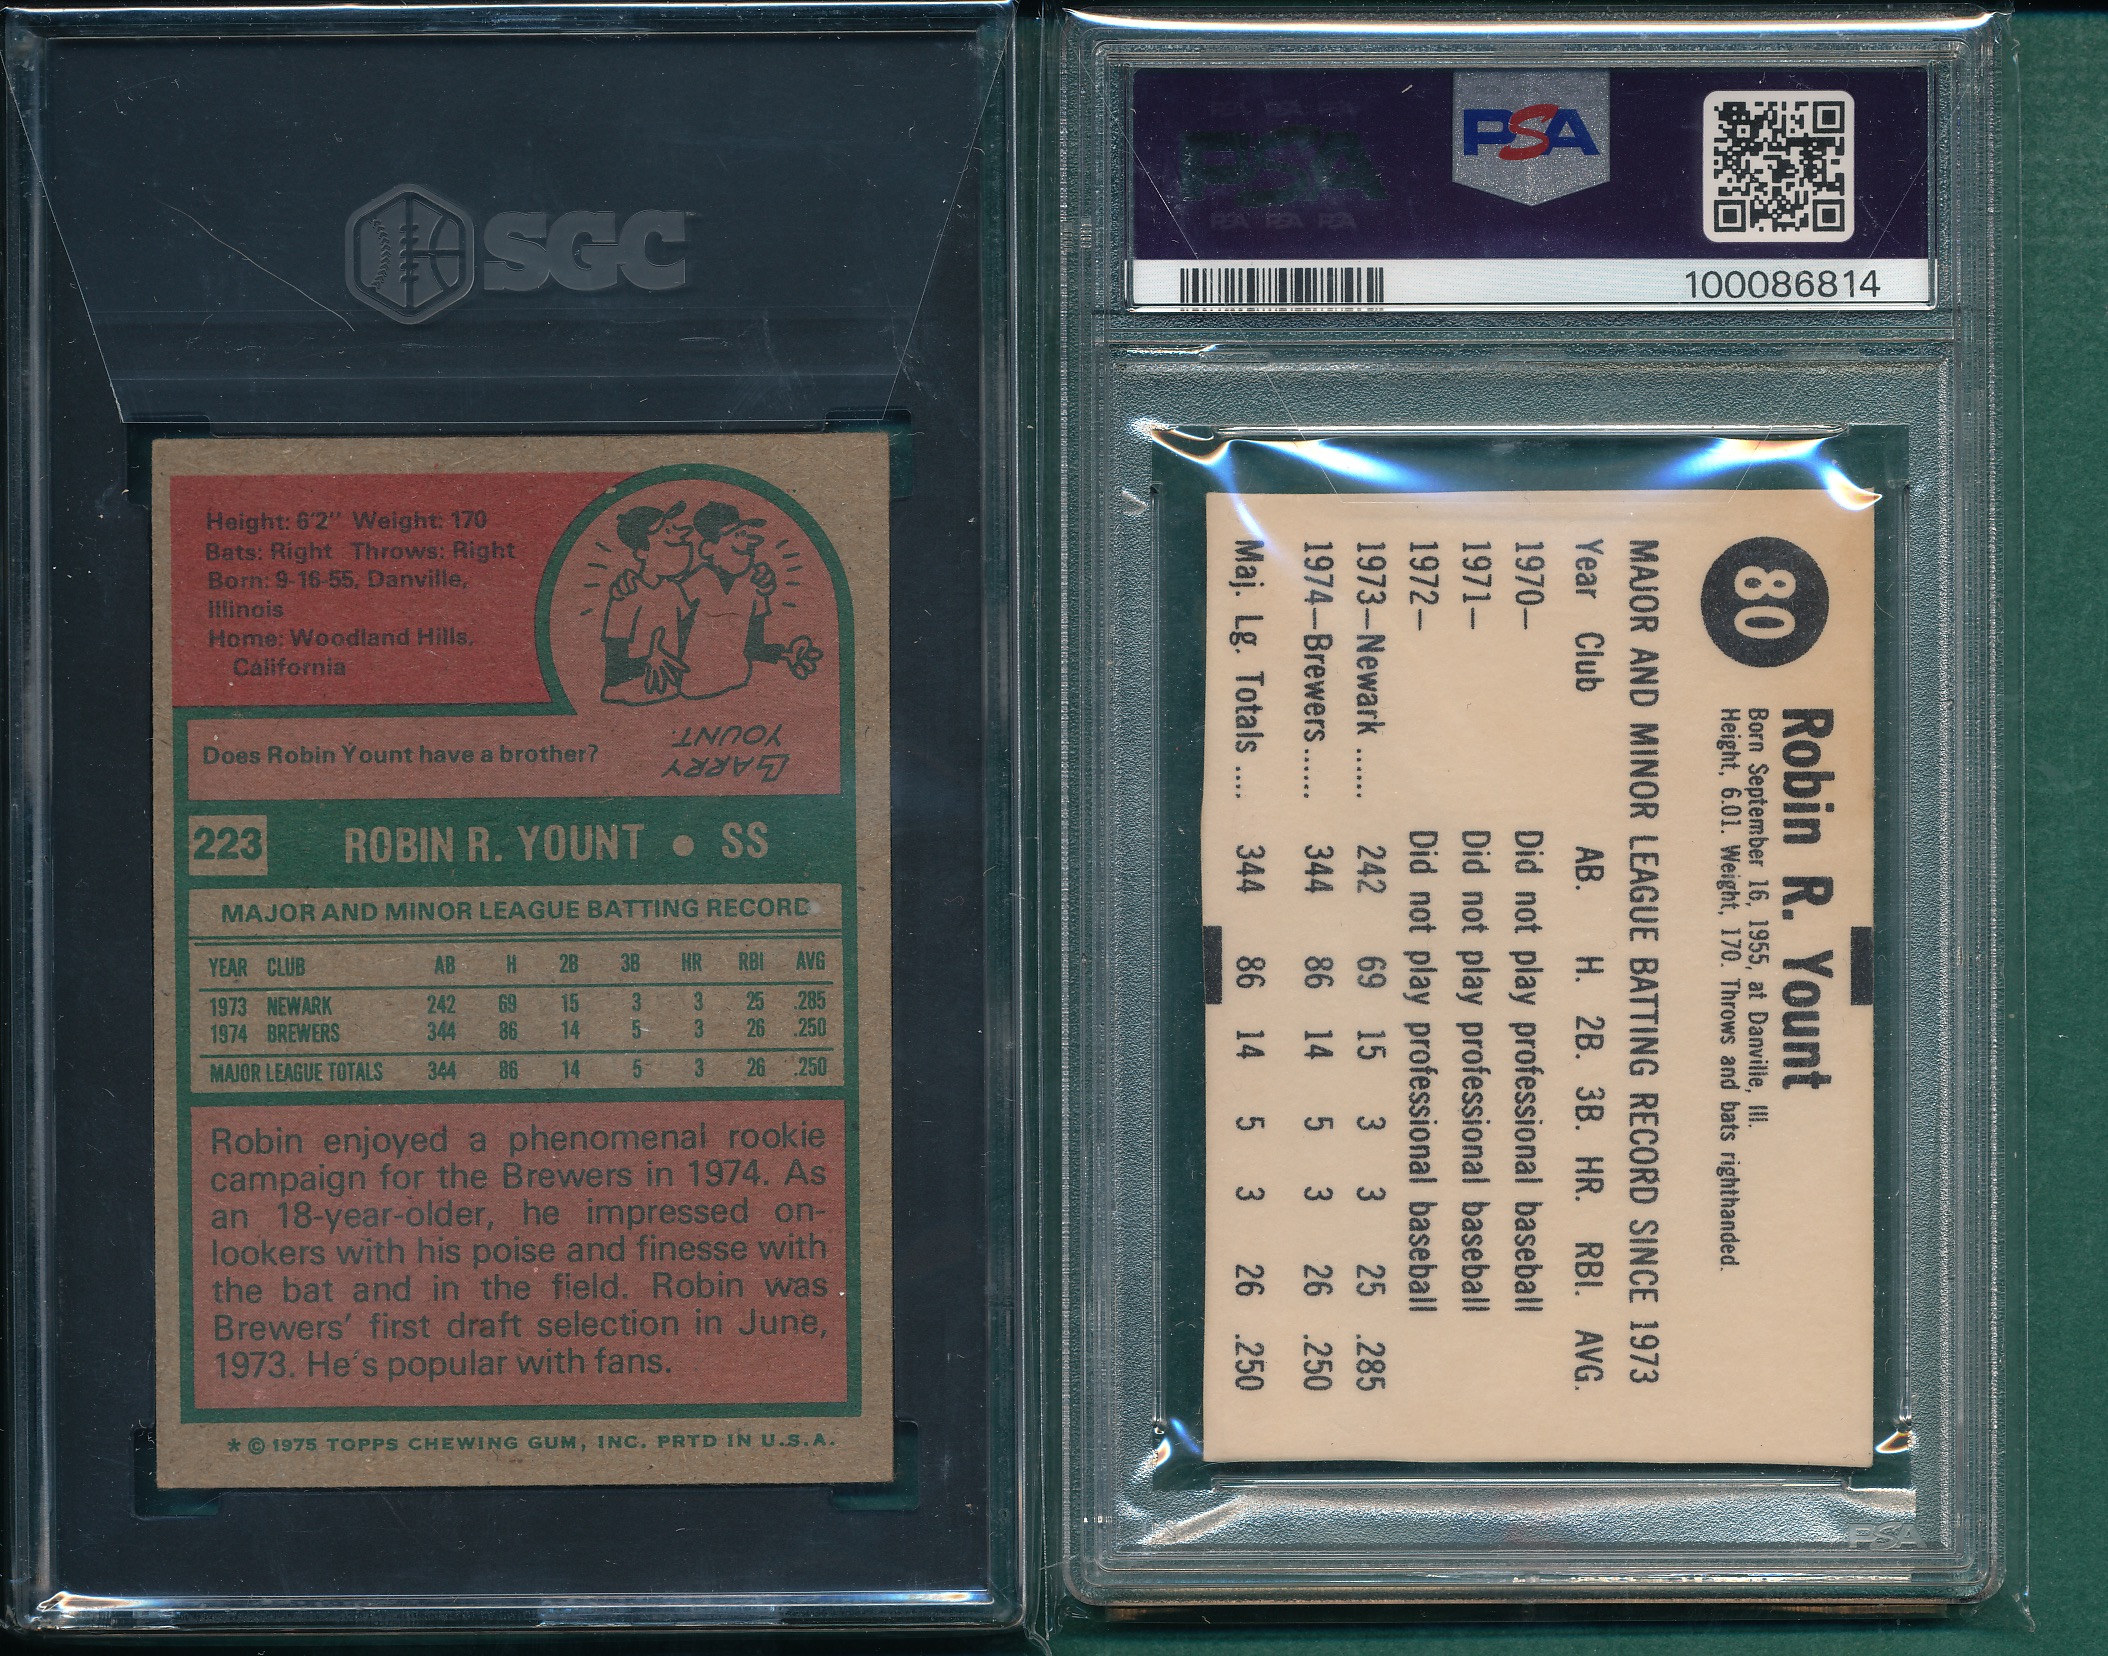 SGC
Height: 6'2" Weight: 170
Bats: Right Throws: Right
Born: 9-16-55, Danville,
Illinois
Home: Woodland Hills,
California
Does Robin Yount have a brother?
LARRY
YOUNT.
223 ROBIN R. YOUNT • SS
MAJOR AND MINOR LEAGUE BATTING RECORD
YEAR CLUB AB H 2B 3B HR RBI AVG
1973 NEWARK 242 69 15 3 3 25 .285
1974 BREWERS 344 86 14 5 3 26 .250
MAJOR LEAGUE TOTALS 344 86 14 5 3 26 .250
Robin enjoyed a phenomenal rookie
campaign for the Brewers in 1974. As
an 18-year-older, he impressed on-
lookers with his poise and finesse with
the bat and in the field. Robin was
Brewers' first draft selection in June,
1973. He's popular with fans.
* © 1975 TOPPS CHEWING GUM, INC. PRTD IN U.S.A.
PSA PSA PSA
PSA
PSA PSA PSA
PSA
100086814
80
Robin R. Yount
Born September 16, 1955, at Danville, Ill.
Height, 6.01. Weight, 170. Throws and bats righthanded.
MAJOR AND MINOR LEAGUE BATTING RECORD SINCE 1973
Year Club AB. H. 2B. 3B. HR. RBI. AVG.
1970— Did not play professional baseball
1971— Did not play professional baseball
1972— Did not play professional baseball
1973—Newark ...... 242 69 15 3 3 25 .285
1974—Brewers...... 344 86 14 5 3 26 .250
Maj. Lg. Totals .... 344 86 14 5 3 26 .250
PSA